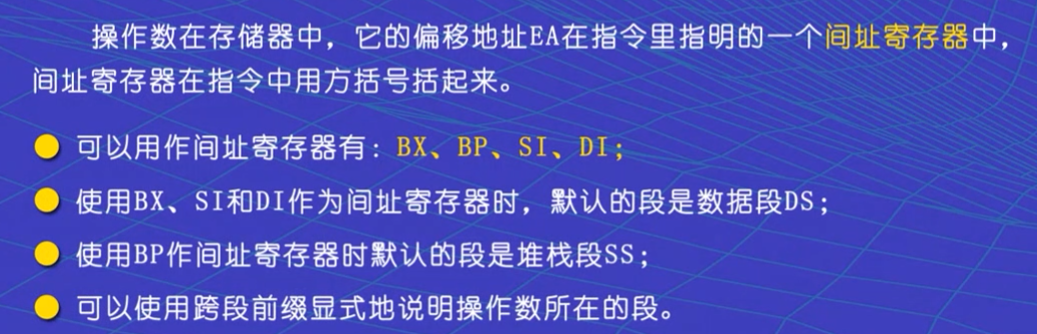 操作数在存储器中，它的偏移地址EA在指令里指明的一个间址寄存器中，
间址寄存器在指令中用方括号括起来。
可以用作间址寄存器有：BX、BP、SI、DI；
使用BX、SI和DI作为间址寄存器时，默认的段是数据段DS；
使用BP作间址寄存器时默认的段是堆栈段SS；
可以使用跨段前缀显式地说明操作数所在的段。